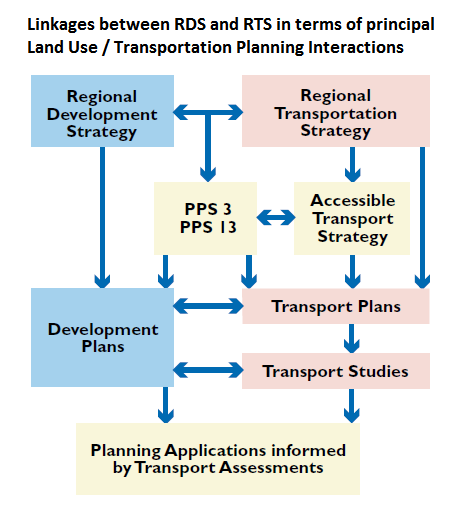 Linkages between RDS and RTS in terms of principal
Land Use / Transportation Planning Interactions
Regional
Development
Strategy
Regional
Transportation
Strategy
PPS 3
PPS 13
Accessible
Transport
Strategy
Development
Plans
Transport Plans
Transport Studies
Planning Applications informed
by Transport Assessments